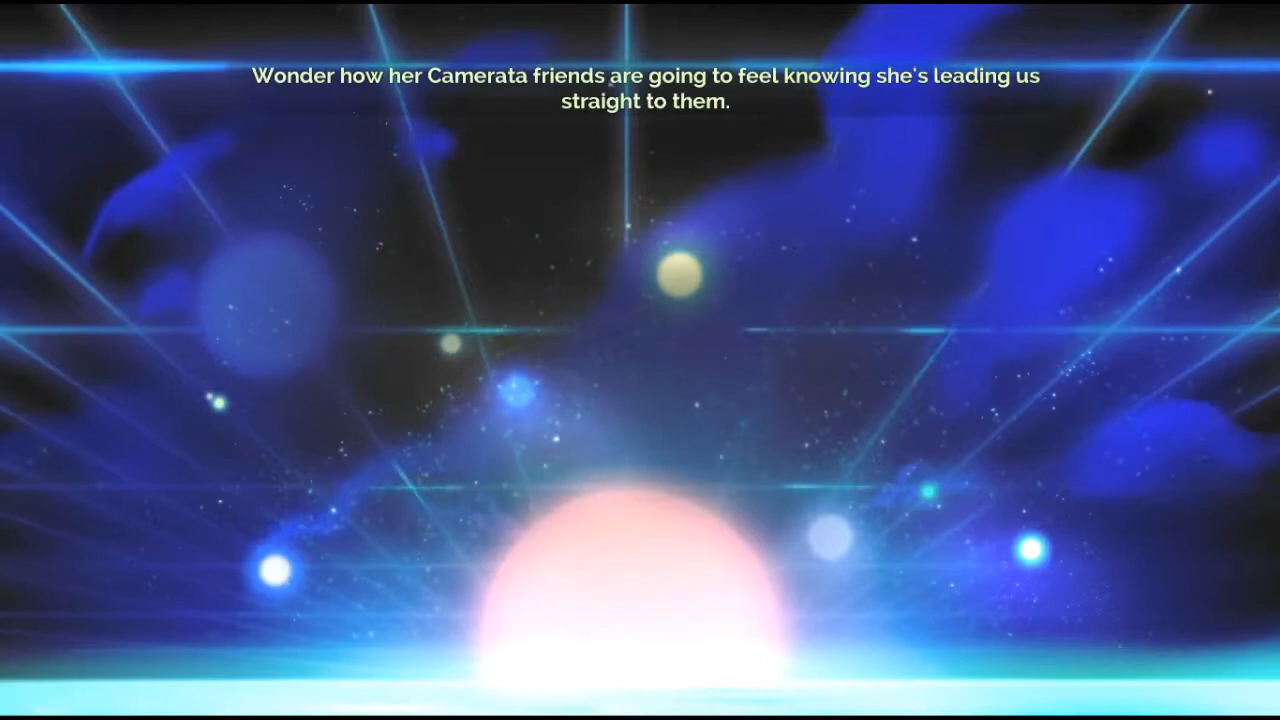 Wonder how her Camerata friends are going to feel knowing she's leading us
straight to them.